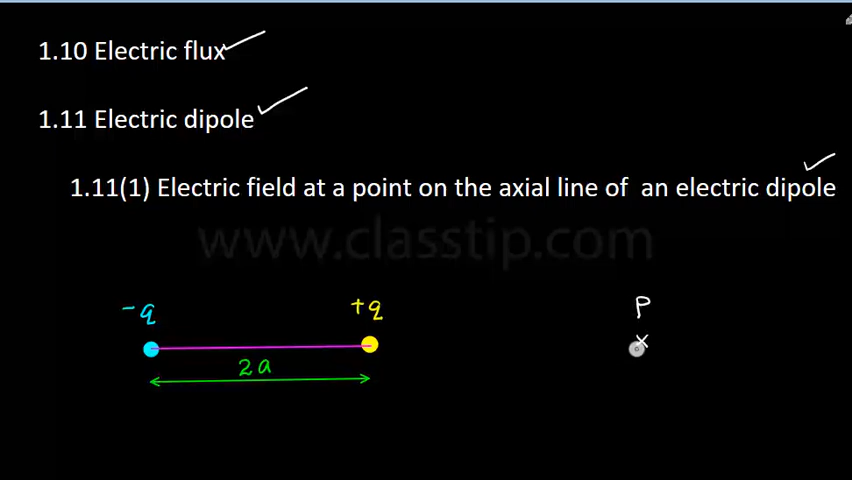 1.10 Electric flux
1.11 Electric dipole
1.11(1) Electric field at a point on the axial line of an electric dipole
www.classtip.com
-q +q P
x
2a